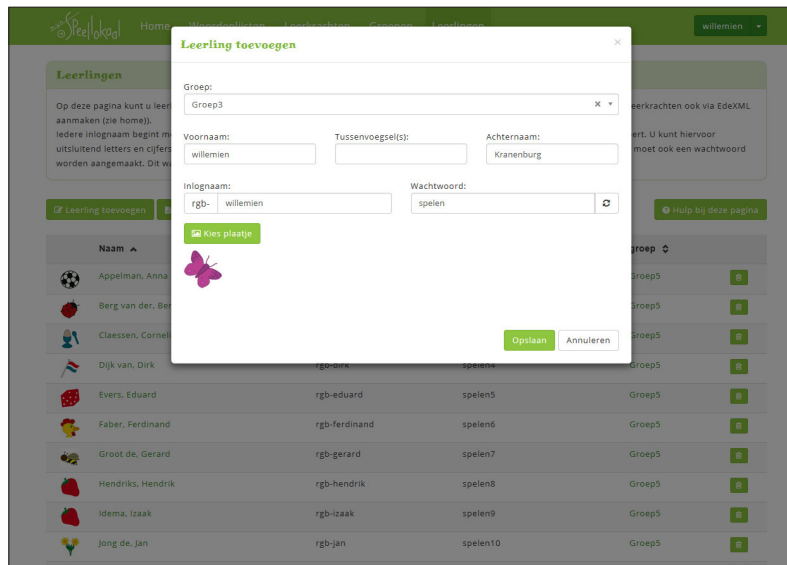 Speellokaal Home Woordenlijsten Leerkrachten Groepen Leerlingen willemien
Leerling toevoegen ×
Leerlingen
Groep:
Groep3
Op deze pagina kunt u leer eerkrachten ook via EdeXML
aanmaken (zie home)).
Iedere inlognaam begint m ert. U kunt hiervoor
uitsluitend letters en cijfers moet ook een wachtwoord
worden aangemaakt. Dit w
Voornaam: Tussenvoegsel(s): Achternaam:
willemien Kranenburg
Inlognaam: Wachtwoord:
rgb- willemien spelen
Leerling toevoegen Hulp bij deze pagina
Kies plaatje
Naam groep
Appelman, Anna Groep5
Berg van der, Ber Groep5
Claessen, Corneli Groep5
Opslaan Annuleren
Dijk van, Dirk rgb-dirk spelen4 Groep5
Evers, Eduard rgb-eduard spelen5 Groep5
Faber, Ferdinand rgb-ferdinand spelen6 Groep5
Groot de, Gerard rgb-gerard spelen7 Groep5
Hendriks, Hendrik rgb-hendrik spelen8 Groep5
Idema, Izaak rgb-izaak spelen9 Groep5
Jong de, Jan rgb-jan spelen10 Groep5